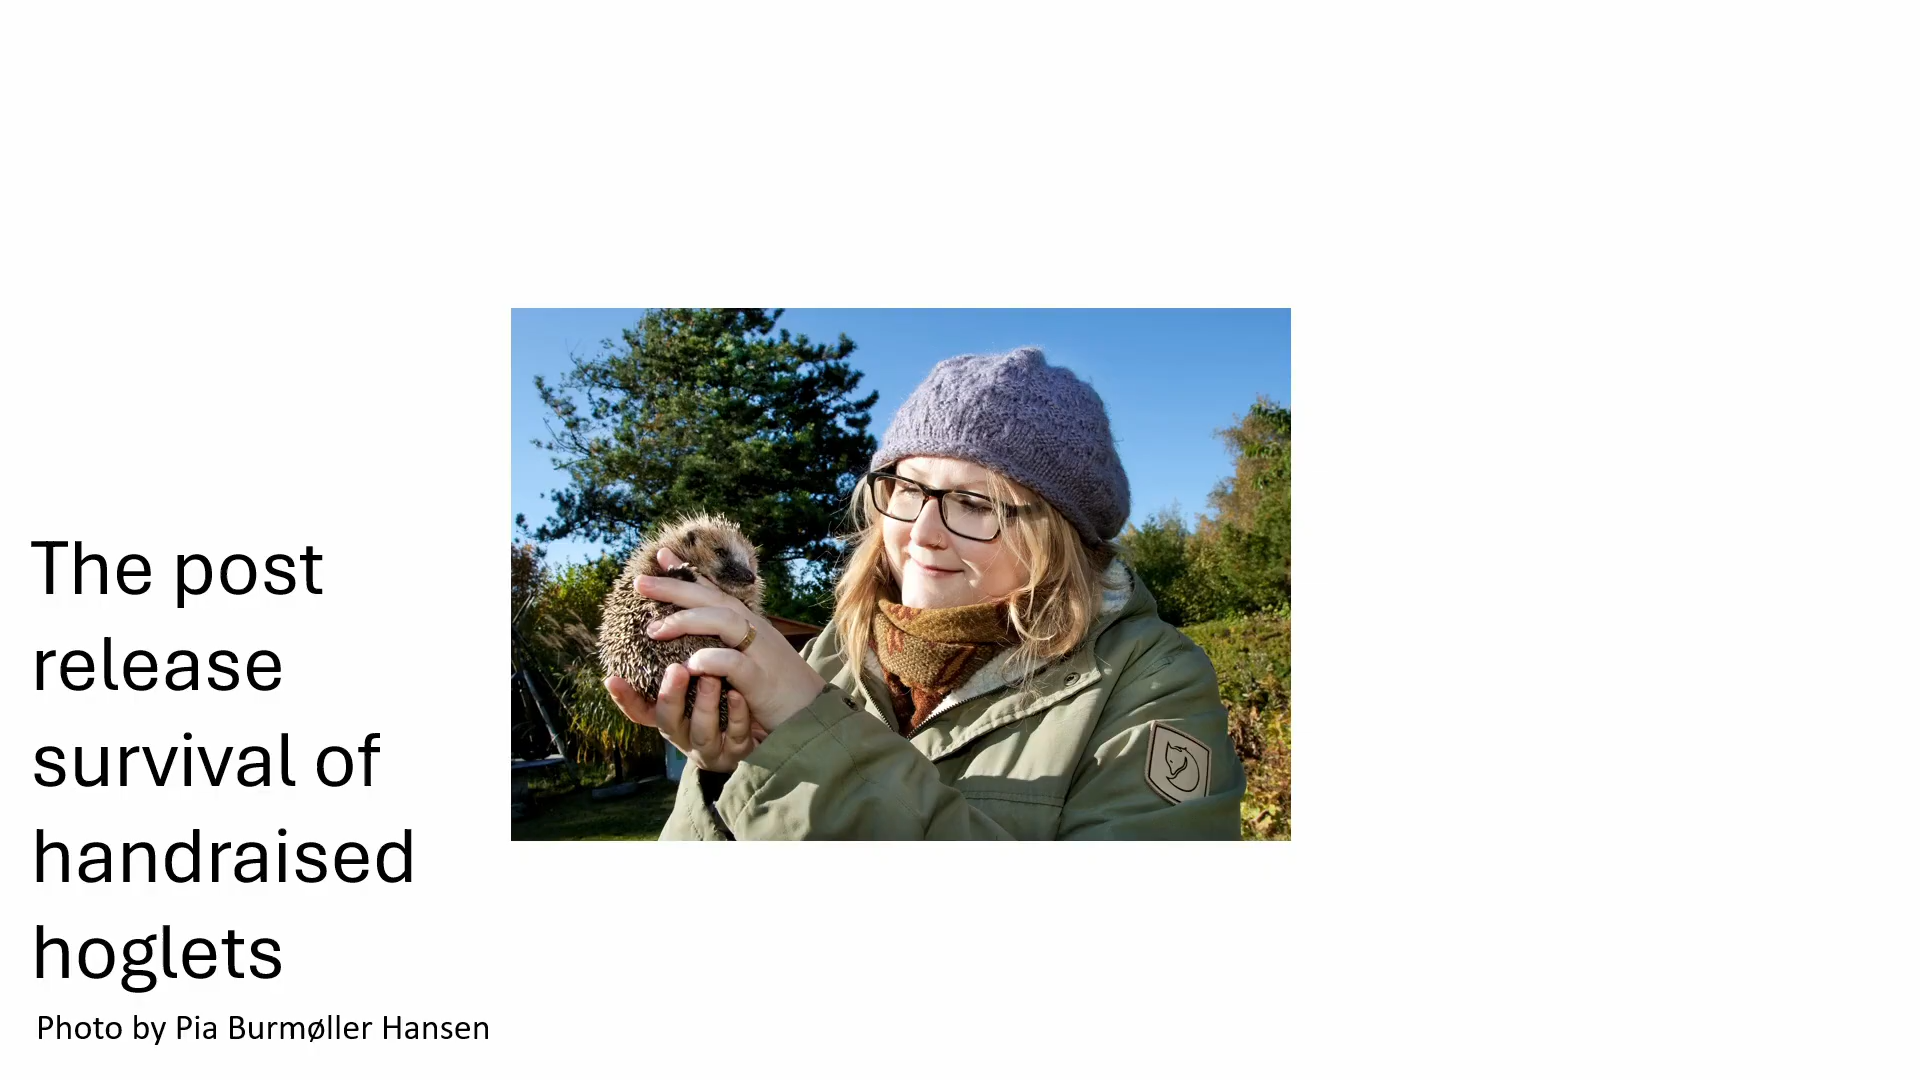 The post
release
survival of
handraised
hoglets
Photo by Pia Burmøller Hansen